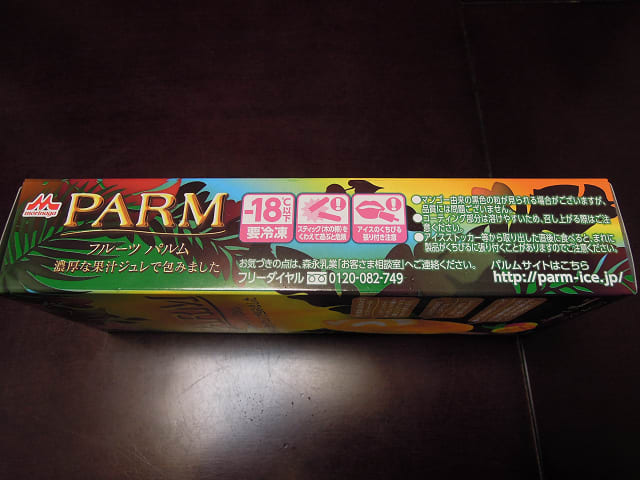 morinaga
PARM
フルーツ パルム
濃厚な果汁ジュレで包みました
-18℃以下
要冷凍
スティック(木の棒)を
くわえて遊ぶと危険
アイスのくちびる
張り付き注意
●マンゴー由来の黒色の粒が見られる場合がございますが、
品質には問題ございません。
●コーティング部分は溶けやすいため、召し上がる際はご注
意ください。
●アイスストッカー等から取り出した直後に食べると、まれに
製品がくちびるに張り付くことがありますのでご注意ください。
お気づきの点は、森永乳業「お客さま相談室」へご連絡ください。
フリーダイヤル 0120-082-749
パルムサイトはこちら
http://parm-ice.jp/